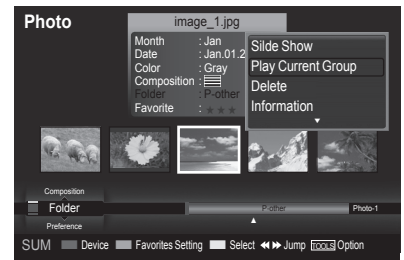 Photo
image_1.jpg
Month : Jan
Date : Jan.01.2
Color : Gray
Composition :
Folder : P-other
Favorite : ★ ★ ★
Silde Show
Play Current Group
Delete
Information
Composition
Folder
Preference
P-other
Photo-1
SUM Device Favorites Setting Select ◀◀ ▶▶ Jump TOOLS Option